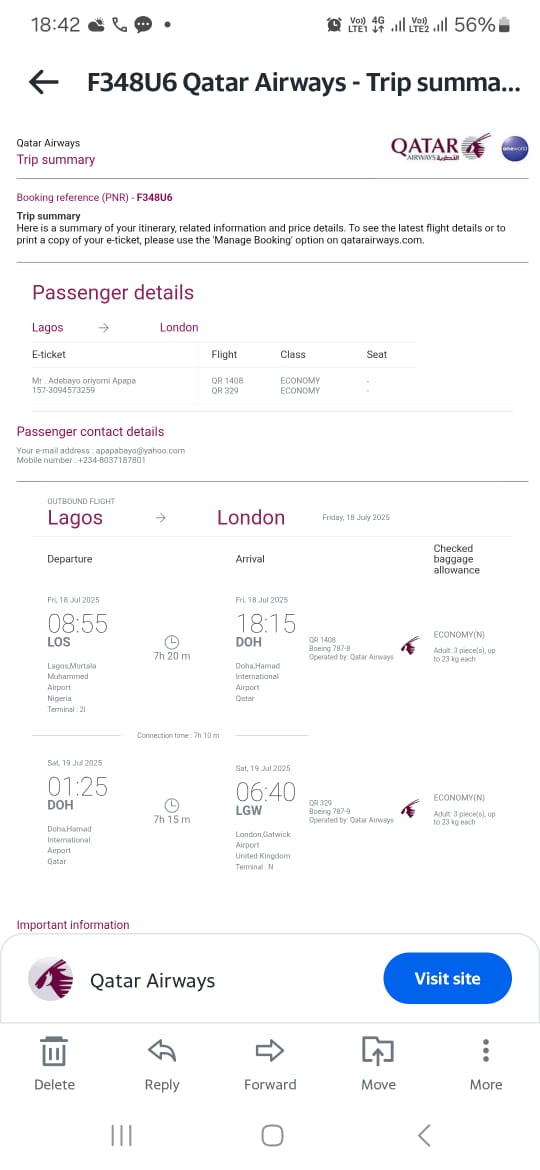 18:42
Vo)) LTE1 4G Vo)) LTE2 56%
F348U6 Qatar Airways - Trip summa...
Qatar Airways
Trip summary
QATAR
AIRWAYS القطرية
oneworld
Booking reference (PNR) - F348U6
Trip summary
Here is a summary of your itinerary, related information and price details. To see the latest flight details or to
print a copy of your e-ticket, please use the 'Manage Booking' option on qatarairways.com.
Passenger details
Lagos → London
E-ticket Flight Class Seat
Mr . Adebayo oriyomi Apapa QR 1408 ECONOMY -
157-3094573259 QR 329 ECONOMY -
Passenger contact details
Your e-mail address : apapabayo@yahoo.com
Mobile number : +234-8037187801
OUTBOUND FLIGHT
Lagos → London Friday, 18 July 2025
Departure Arrival Checked
baggage
allowance
Fri, 18 Jul 2025
08:55
LOS
Lagos,Murtala
Muhammed
Airport
Nigeria
Terminal : 2I
7h 20 m
Fri, 18 Jul 2025
18:15
DOH
Doha,Hamad
International
Airport
Qatar
QR 1408
Boeing 787-8
Operated by: Qatar Airways
ECONOMY(N)
Adult: 3 piece(s), up
to 23 kg each
Connection time : 7h 10 m
Sat, 19 Jul 2025
01:25
DOH
Doha,Hamad
International
Airport
Qatar
7h 15 m
Sat, 19 Jul 2025
06:40
LGW
London,Gatwick
Airport
United Kingdom
Terminal : N
QR 329
Boeing 787-9
Operated by: Qatar Airways
ECONOMY(N)
Adult: 3 piece(s), up
to 23 kg each
Important information
Qatar Airways
Visit site
Delete Reply Forward Move More